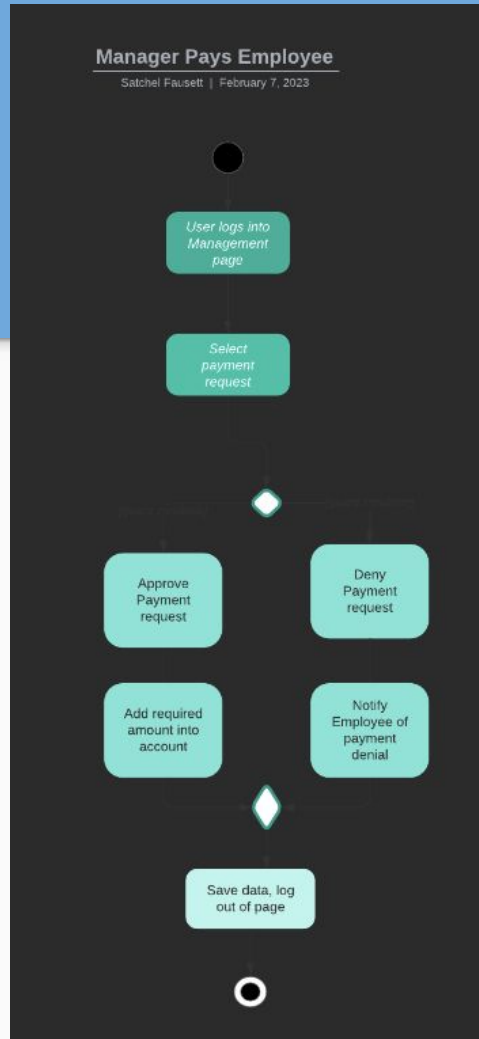 Manager Pays Employee
Satchel Fausett | February 7, 2023
User logs into
Management
page
Select
payment
request
Approve
Payment
request
Deny
Payment
request
Add required
amount into
account
Notify
Employee of
payment
denial
Save data, log
out of page